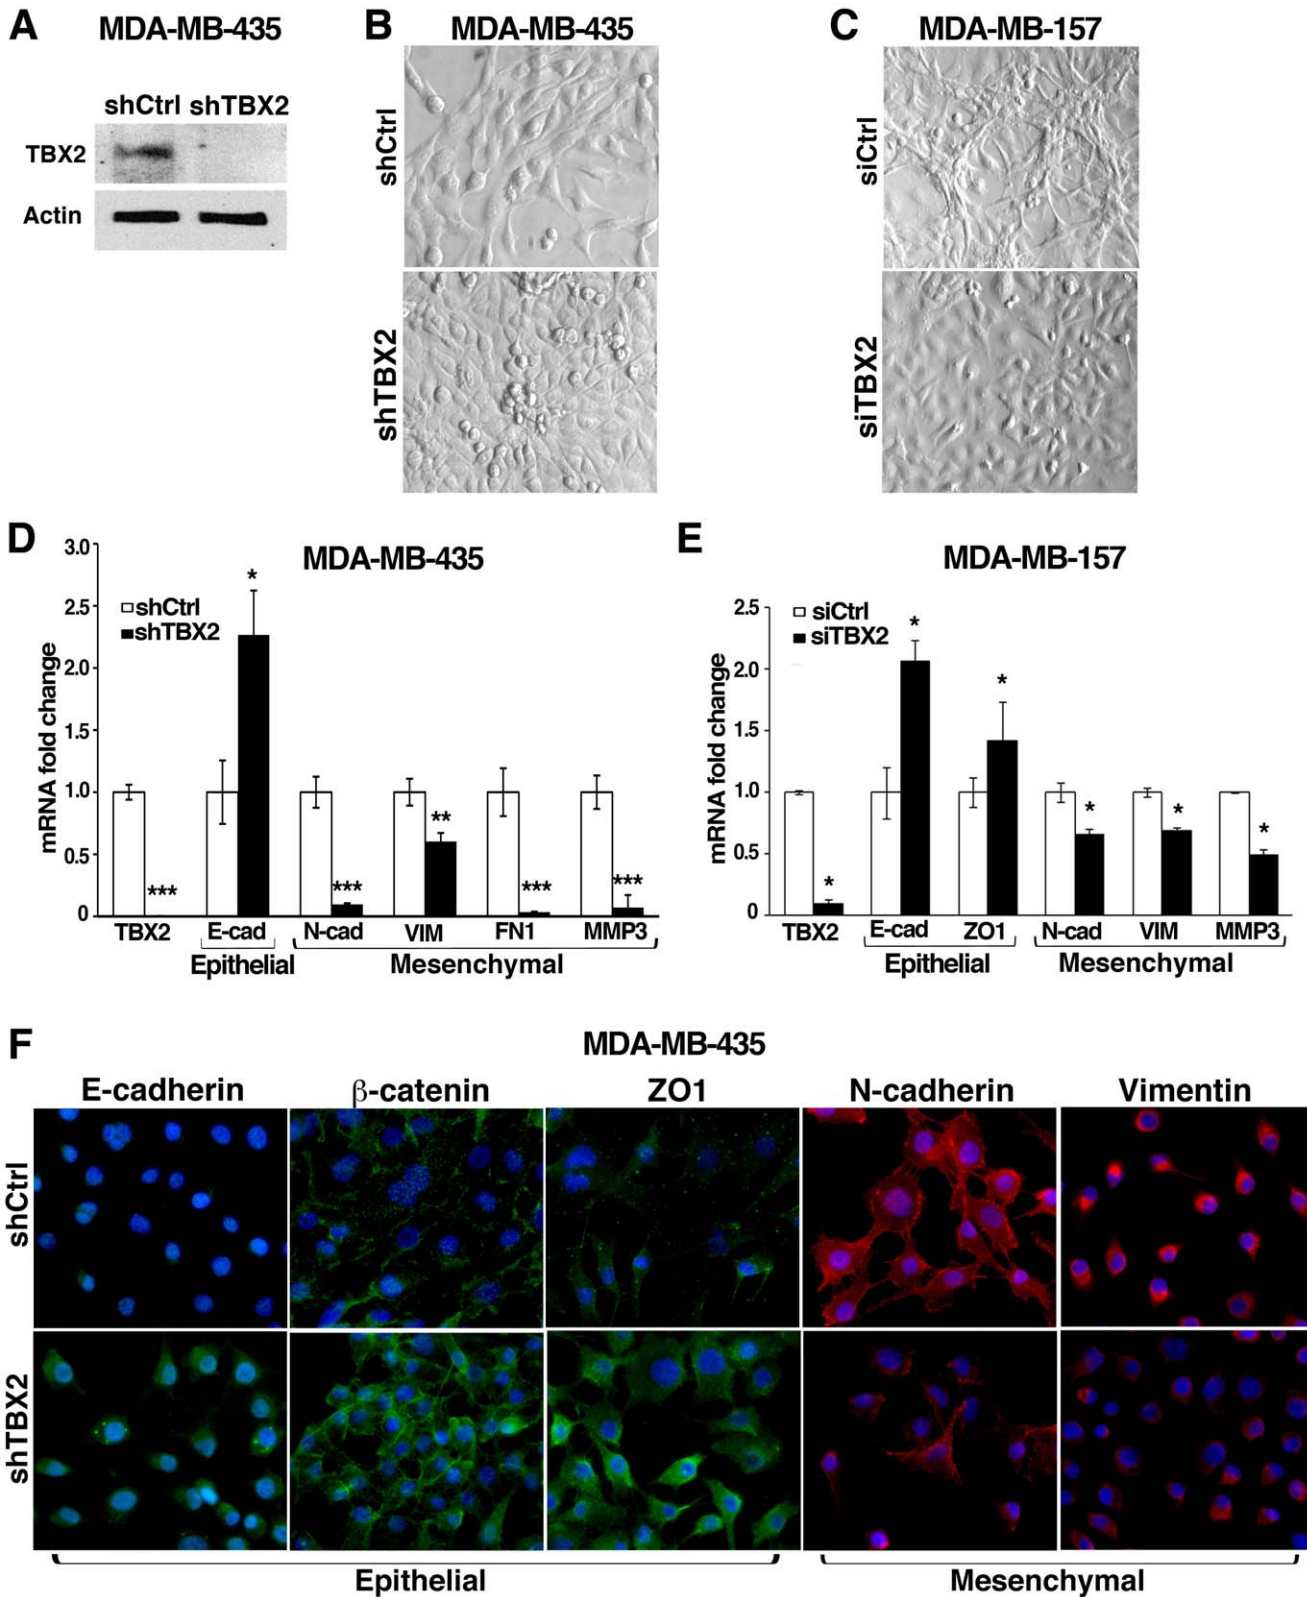 A MDA-MB-435
shCtrl shTBX2
TBX2
Actin
B MDA-MB-435
shCtrl
shTBX2
C MDA-MB-157
siCtrl
siTBX2
D MDA-MB-435
mRNA fold change
3.0
2.5
2.0
1.5
1.0
0.5
0
shCtrl
shTBX2
*
***
***
**
***
***
TBX2 E-cad N-cad VIM FN1 MMP3
Epithelial Mesenchymal
E MDA-MB-157
mRNA fold change
2.5
2.0
1.5
1.0
0.5
0
siCtrl
siTBX2
*
*
*
*
*
*
TBX2 E-cad ZO1 N-cad VIM MMP3
Epithelial Mesenchymal
F MDA-MB-435
E-cadherin β-catenin ZO1 N-cadherin Vimentin
shCtrl
shTBX2
Epithelial Mesenchymal